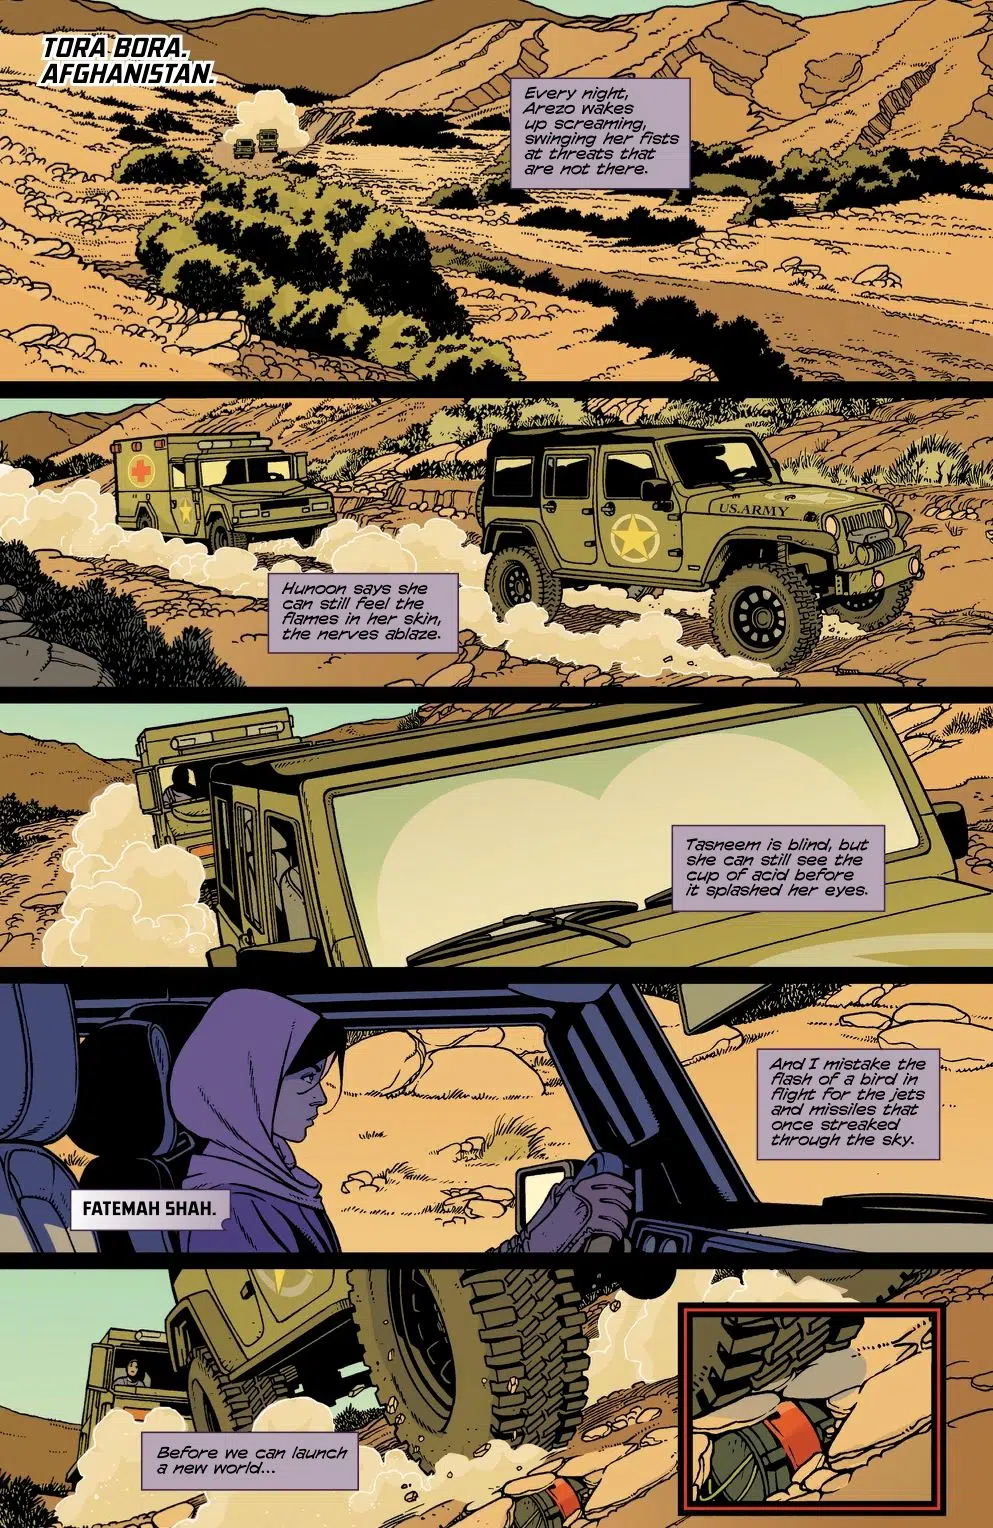 TORA BORA.
AFGHANISTAN.
Every night,
Arezo wakes
up screaming,
swinging her fists
at threats that
are not there.
U.S. ARMY
Hunoon says she
can still feel the
flames in her skin,
the nerves ablaze.
Tasneem is blind, but
she can still see the
cup of acid before
it splashed her eyes.
And I mistake the
flash of a bird in
flight for the jets
and missiles that
once streaked
through the sky.
FATEMAH SHAH.
Before we can launch
a new world...